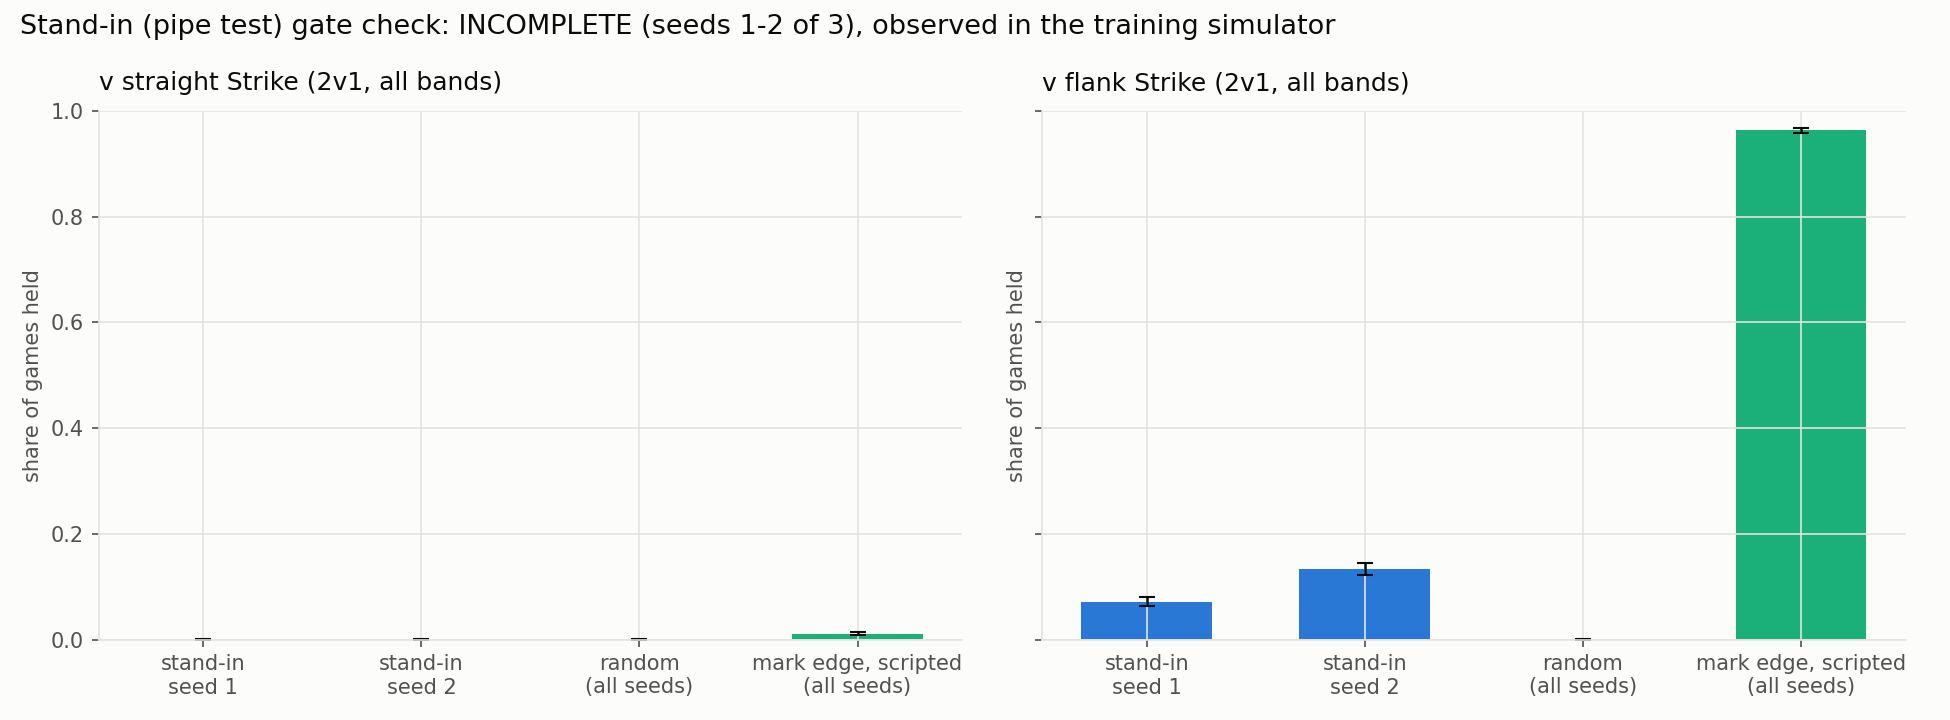 Stand-in (pipe test) gate check: INCOMPLETE (seeds 1-2 of 3), observed in the training simulator
v straight Strike (2v1, all bands)
share of games held
1.0
0.8
0.6
0.4
0.2
0.0
stand-in
seed 1
stand-in
seed 2
random
(all seeds)
mark edge, scripted
(all seeds)
v flank Strike (2v1, all bands)
share of games held
stand-in
seed 1
stand-in
seed 2
random
(all seeds)
mark edge, scripted
(all seeds)